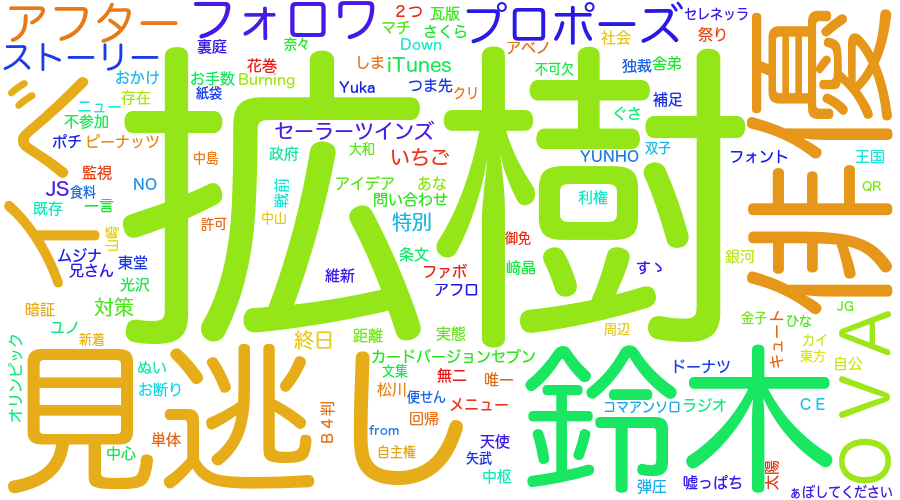 アフター
フォロワ
２つ
瓦版
プロポーズ
セレネッラ
マチ
さくら
裏庭
奈々
Down
アベノ
社会
祭り
ストーリー
花巻
しま
iTunes
おかけ
お手数
Burning
不可欠
独裁
舎弟
俳優
イベ
ニュー
存在
紙袋
Yuka
つま先
クリ
補足
不参加
ぐさ
拡樹
ポチ
ピーナッツ
セーラーツインズ
双子
中島
政府
大和
いちご
YUNHO
フォント
王国
監視
JS
食料
NO
戦前
アイデア
あな
QR
既存
一言
問い合わせ
利権
中山
許可
特別
山崎
御免
ムジナ
兄さん
東堂
維新
条文
ファボ
﨑晶
すゝ
銀河
光沢
アフロ
暗証
対策
JG
ユノ
新着
終日
距離
実態
周辺
金子
ひな
ＯＶＡ
オリンピック
カードバージョンセブン
キュート
カイ
東方
自公
見逃し
ぬい
文集
無二
唯一
鈴木
ドーナツ
お断り
松川
便せん
メニュー
コマアンソロ
ラジオ
ＣＥ
Ｂ４判
回帰
from
単体
天使
中心
自主権
矢武
中枢
弾圧
嘘っぱち
太陽
ぁぼしてください